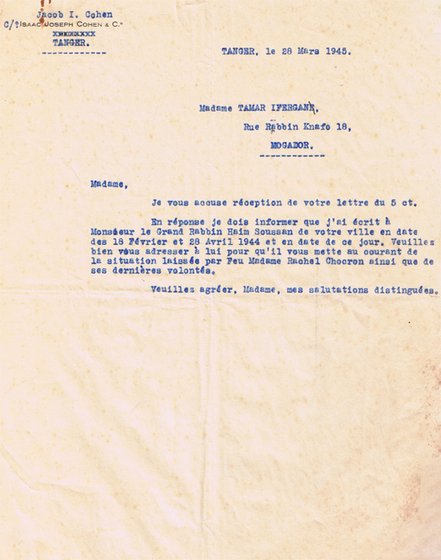 Jacob I. Cohen
C/º ISAAC JOSEPH COHEN & Cº
xxxxxxxx
TANGER.
TANGER, le 28 Mars 1945.
Madame TAMAR IFERGANE,
Rue Rabbin Knafo 18,
MOGADOR.
Madame,
Je vous accuse réception de votre lettre du 5 ct.
En réponse je dois informer que j'ai écrit à
Monsieur le Grand Rabbin Haim Soussan de votre ville en date
des 18 Février et 28 Avril 1944 et en date de ce jour. Veuillez
bien vous adresser à lui pour qu'il vous mette au courant de
la situation laissée par Feu Madame Rachel Chocron ainsi que de
ses dernières volontés.
Veuillez agréer, Madame, mes salutations distinguées.